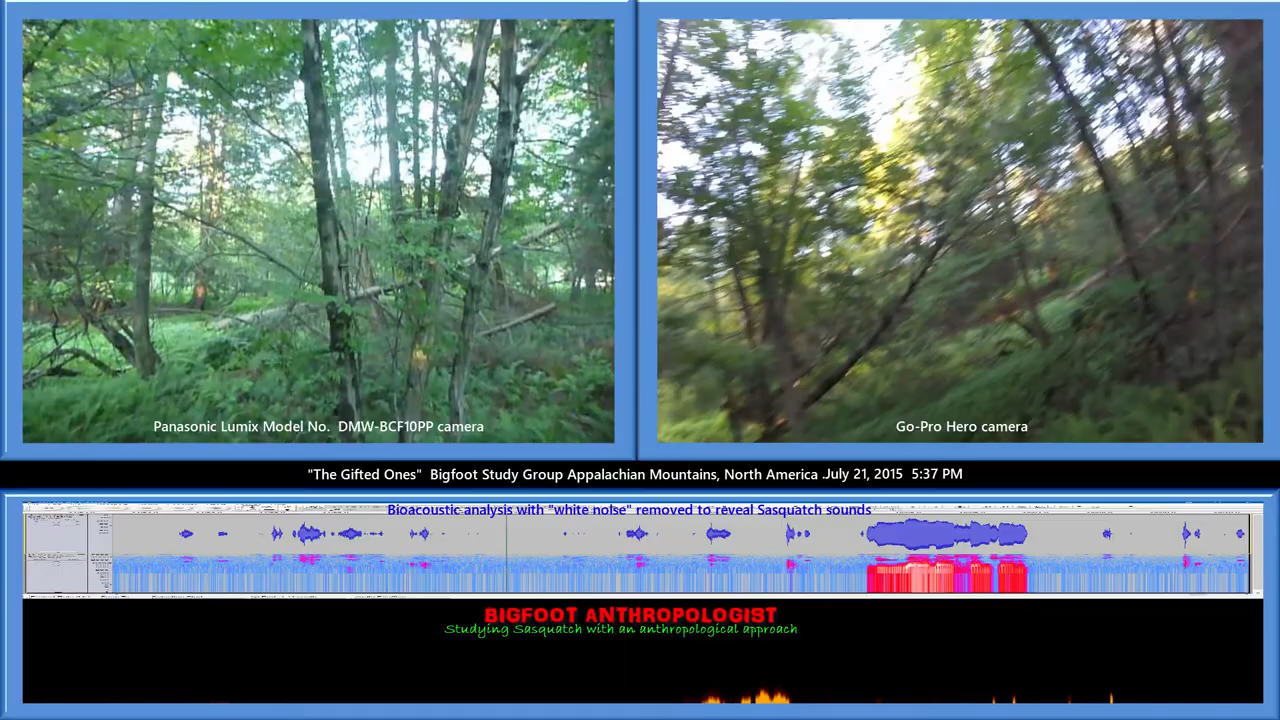 Panasonic Lumix Model No.  DMW-BCF10PP camera
Go-Pro Hero camera
"The Gifted Ones"  Bigfoot Study Group Appalachian Mountains, North America .July 21, 2015  5:37 PM
Bioacoustic analysis with "white noise" removed to reveal Sasquatch sounds
BIGFOOT ANTHROPOLOGIST
Studying Sasquatch with an anthropological approach